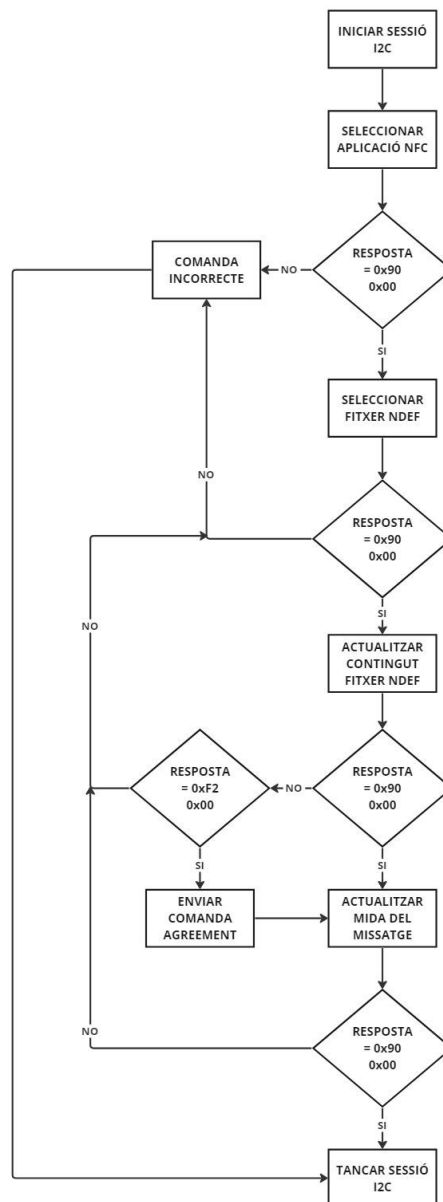 INICIAR SESSIÓ
I2C
SELECCIONAR
APLICACIÓ NFC
RESPOSTA
= 0x90
0x00
NO
COMANDA
INCORRECTE
SI
SELECCIONAR
FITXER NDEF
NO
RESPOSTA
= 0x90
0x00
SI
NO
ACTUALITZAR
CONTINGUT
FITXER NDEF
RESPOSTA
= 0x90
0x00
NO
RESPOSTA
= 0xF2
0x00
SI
SI
ENVIAR
COMANDA
AGREEMENT
ACTUALITZAR
MIDA DEL
MISSATGE
NO
RESPOSTA
= 0x90
0x00
SI
TANCAR SESSIÓ
I2C